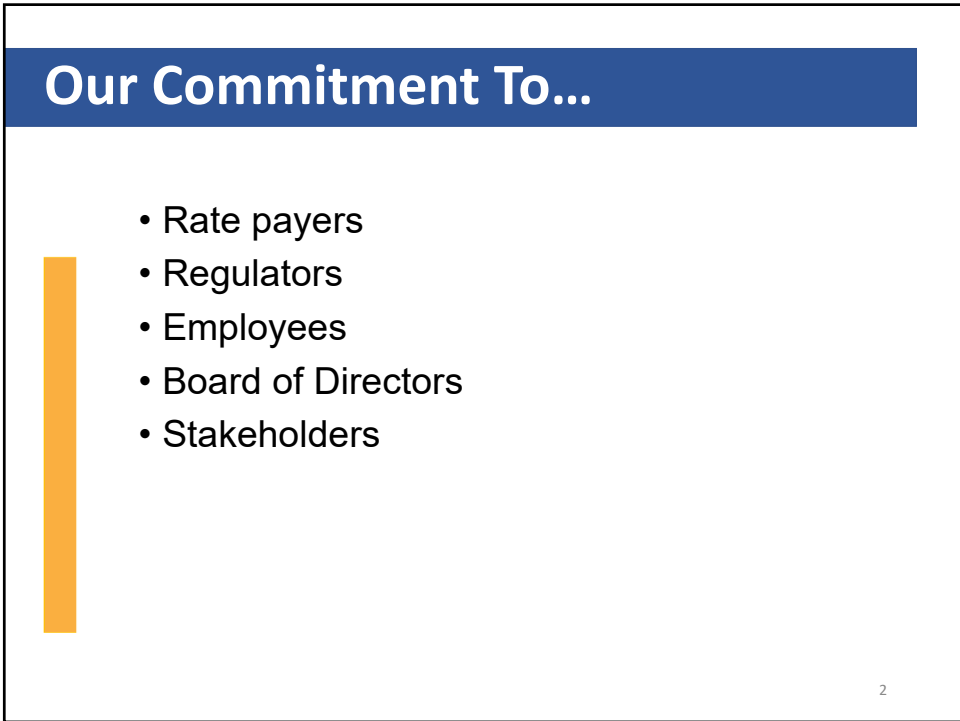 Our Commitment To…
• Rate payers
• Regulators
• Employees
• Board of Directors
• Stakeholders
2